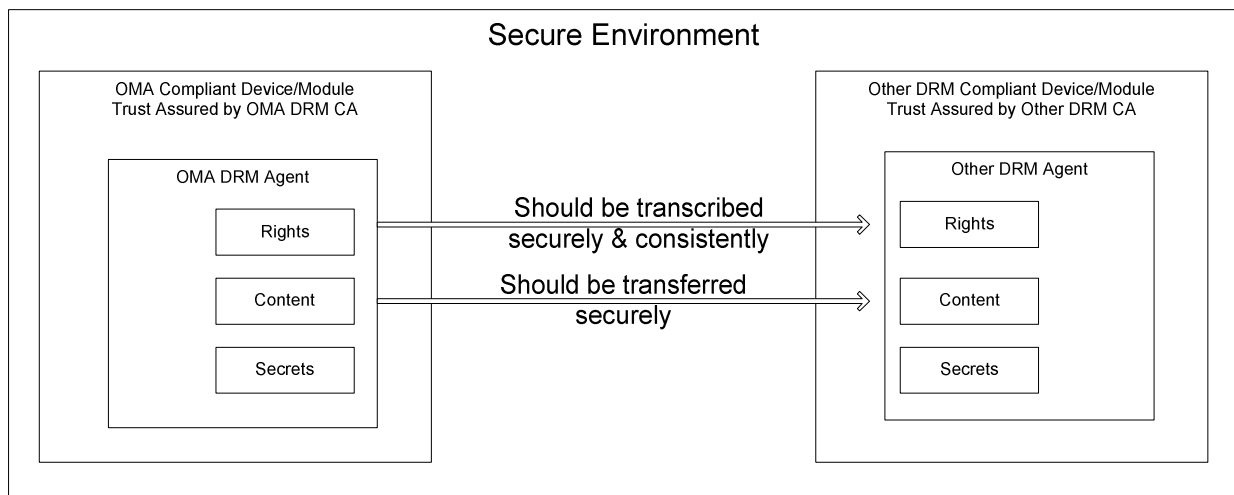 Secure Environment
OMA Compliant Device/Module
Trust Assured by OMA DRM CA
OMA DRM Agent
Rights
Content
Secrets
Should be transcribed
securely & consistently
Should be transferred
securely
Other DRM Compliant Device/Module
Trust Assured by Other DRM CA
Other DRM Agent
Rights
Content
Secrets